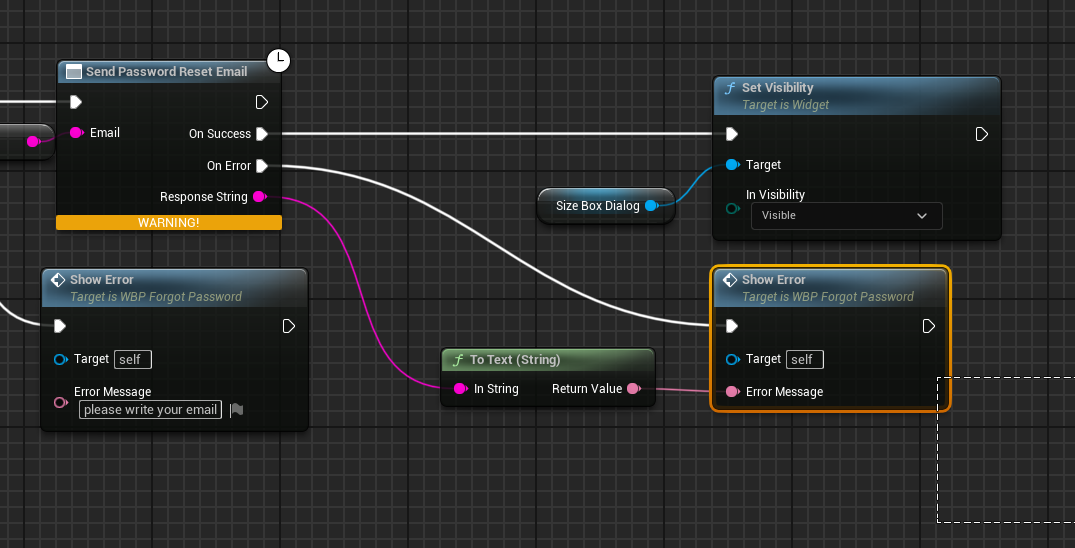 Send Password Reset Email
Email
On Success
On Error
Response String
WARNING!
Set Visibility
Target is Widget
Target
In Visibility
Visible
Size Box Dialog
Show Error
Target is WBP Forgot Password
Target self
Error Message
please write your email
To Text (String)
In String Return Value
Show Error
Target is WBP Forgot Password
Target self
Error Message